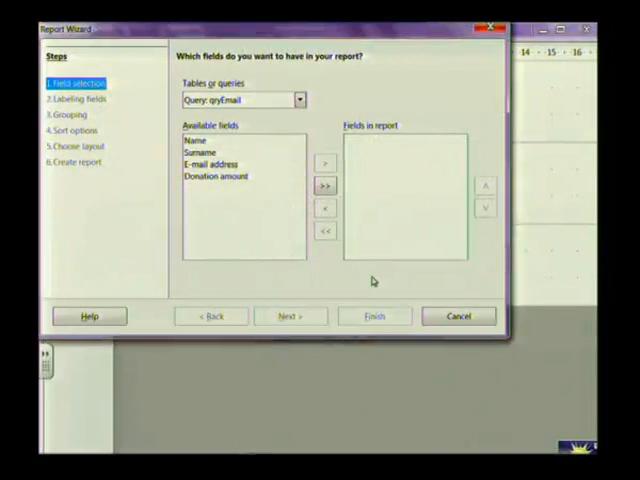 Report Wizard
Steps
1.Field selection
2.Labeling fields
3.Grouping
4.Sort options
5.Choose layout
6.Create report
Which fields do you want to have in your report?
Tables or queries
Query: qryEmail
Available fields
Name
Surname
E-mail address
Donation amount
>
>>
<
<<
Fields in report
Help
< Back
Next >
Finish
Cancel
14 15 16